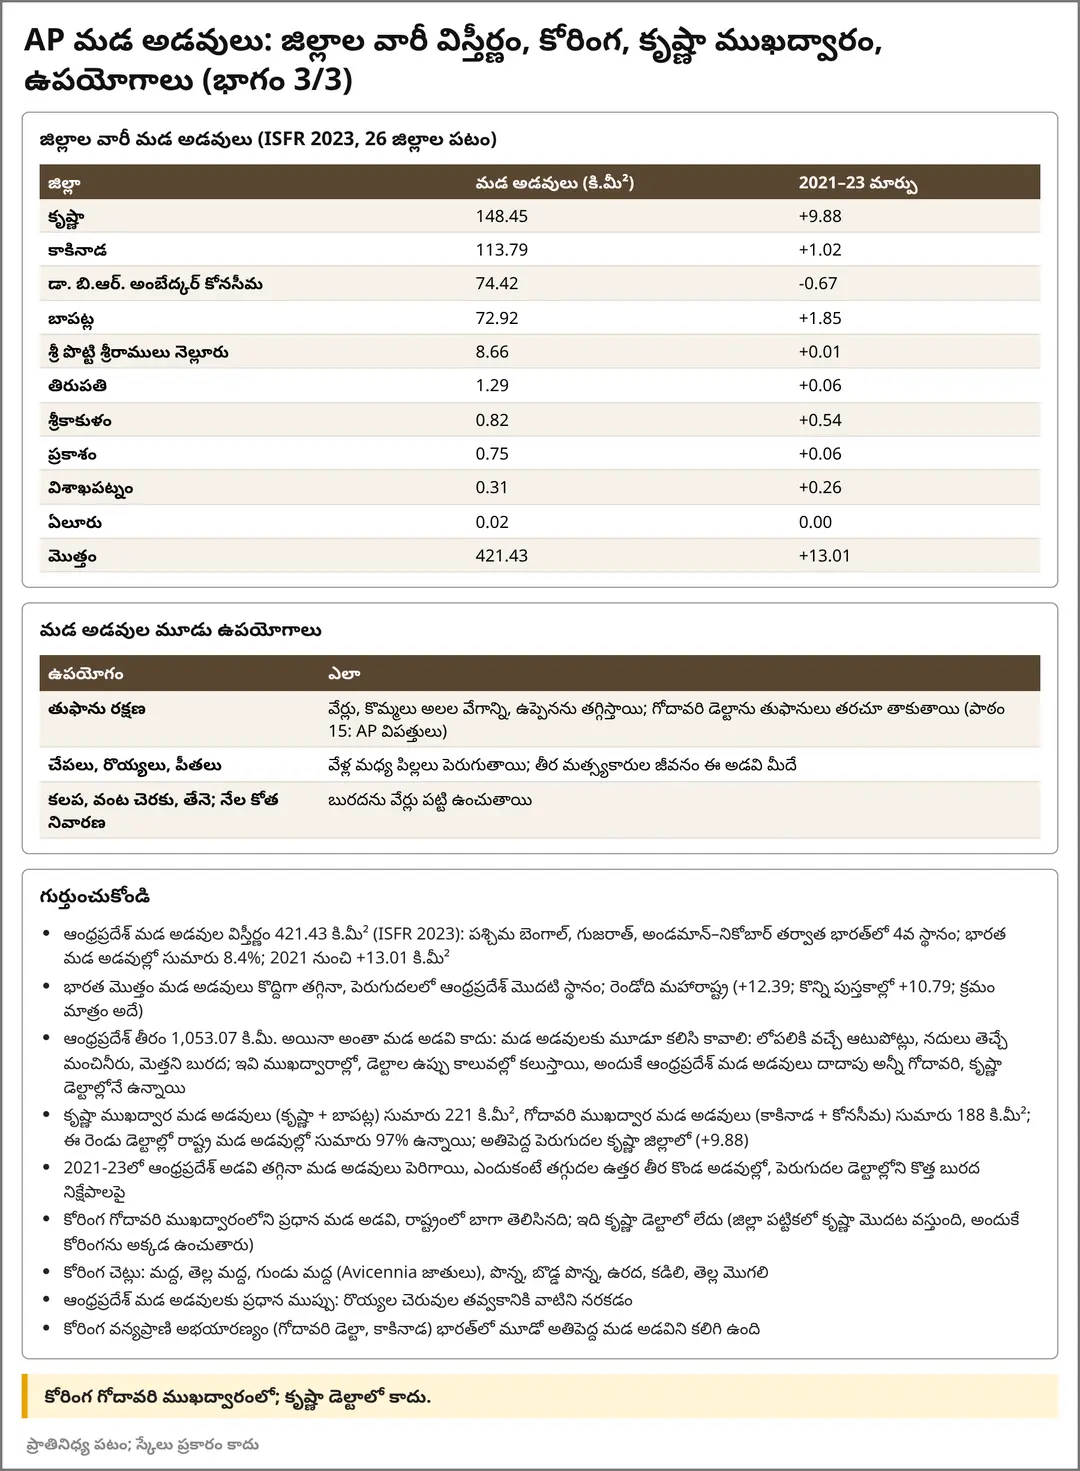 AP మడ అడవులు: జిల్లాల వారీ విస్తీర్ణం, కోరింగ, కృష్ణా ముఖద్వారం,
ఉపయోగాలు (భాగం 3/3)
జిల్లాల వారీ మడ అడవులు (ISFR 2023, 26 జిల్లాల పటం)
జిల్లా మడ అడవులు (కి.మీ²) 2021–23 మార్పు
కృష్ణా 148.45 +9.88
కాకినాడ 113.79 +1.02
డా. బి.ఆర్. అంబేద్కర్ కోనసీమ 74.42 -0.67
బాపట్ల 72.92 +1.85
శ్రీ పొట్టి శ్రీరాములు నెల్లూరు 8.66 +0.01
తిరుపతి 1.29 +0.06
శ్రీకాకుళం 0.82 +0.54
ప్రకాశం 0.75 +0.06
విశాఖపట్నం 0.31 +0.26
ఏలూరు 0.02 0.00
మొత్తం 421.43 +13.01
మడ అడవుల మూడు ఉపయోగాలు
ఉపయోగం ఎలా
తుఫాను రక్షణ వేర్లు, కొమ్మలు అలల వేగాన్ని, ఉప్పెనను తగ్గిస్తాయి; గోదావరి డెల్టాను తుఫానులు తరచూ తాకుతాయి (పాఠం
15: AP విపత్తులు)
చేపలు, రొయ్యలు, పీతలు వేళ్ల మధ్య పిల్లలు పెరుగుతాయి; తీర మత్స్యకారుల జీవనం ఈ అడవి మీదే
కలప, వంట చెరకు, తేనె; నేల కోత బురదను వేర్లు పట్టి ఉంచుతాయి
నివారణ
గుర్తుంచుకోండి
• ఆంధ్రప్రదేశ్ మడ అడవుల విస్తీర్ణం 421.43 కి.మీ² (ISFR 2023): పశ్చిమ బెంగాల్, గుజరాత్, అండమాన్–నికోబార్ తర్వాత భారత్‌లో 4వ స్థానం; భారత
మడ అడవుల్లో సుమారు 8.4%; 2021 నుంచి +13.01 కి.మీ²
• భారత మొత్తం మడ అడవులు కొద్దిగా తగ్గినా, పెరుగుదలలో ఆంధ్రప్రదేశ్ మొదటి స్థానం; రెండోది మహారాష్ట్ర (+12.39; కొన్ని పుస్తకాల్లో +10.79; క్రమం
మాత్రం అదే)
• ఆంధ్రప్రదేశ్ తీరం 1,053.07 కి.మీ. అయినా అంతా మడ అడవి కాదు: మడ అడవులకు మూడూ కలిసి కావాలి: లోపలికి వచ్చే ఆటుపోట్లు, నదులు తెచ్చే
మంచినీరు, మెత్తని బురద; ఇవి ముఖద్వారాల్లో, డెల్టాల ఉప్పు కాలువల్లో కలుస్తాయి, అందుకే ఆంధ్రప్రదేశ్ మడ అడవులు దాదాపు అన్నీ గోదావరి, కృష్ణా
డెల్టాల్లోనే ఉన్నాయి
• కృష్ణా ముఖద్వార మడ అడవులు (కృష్ణా + బాపట్ల) సుమారు 221 కి.మీ², గోదావరి ముఖద్వార మడ అడవులు (కాకినాడ + కోనసీమ) సుమారు 188 కి.మీ²;
ఈ రెండు డెల్టాల్లో రాష్ట్ర మడ అడవుల్లో సుమారు 97% ఉన్నాయి; అతిపెద్ద పెరుగుదల కృష్ణా జిల్లాలో (+9.88)
• 2021-23లో ఆంధ్రప్రదేశ్ అడవి తగ్గినా మడ అడవులు పెరిగాయి, ఎందుకంటే తగ్గుదల ఉత్తర తీర కొండ అడవుల్లో, పెరుగుదల డెల్టాల్లోని కొత్త బురద
నిక్షేపాలపై
• కోరింగ గోదావరి ముఖద్వారంలోని ప్రధాన మడ అడవి, రాష్ట్రంలో బాగా తెలిసినది; ఇది కృష్ణా డెల్టాలో లేదు (జిల్లా పట్టికలో కృష్ణా మొదట వస్తుంది, అందుకే
కోరింగను అక్కడ ఉంచుతారు)
• కోరింగ చెట్లు: మద్ద, తెల్ల మద్ద, గుండు మద్ద (Avicennia జాతులు), పొన్న, బొడ్డ పొన్న, ఉరద, కడిలి, తెల్ల మొగలి
• ఆంధ్రప్రదేశ్ మడ అడవులకు ప్రధాన ముప్పు: రొయ్యల చెరువుల తవ్వకానికి వాటిని నరకడం
• కోరింగ వన్యప్రాణి అభయారణ్యం (గోదావరి డెల్టా, కాకినాడ) భారత్‌లో మూడో అతిపెద్ద మడ అడవిని కలిగి ఉంది
కోరింగ గోదావరి ముఖద్వారంలో; కృష్ణా డెల్టాలో కాదు.
ప్రాతినిధ్య పటం; స్కేలు ప్రకారం కాదు